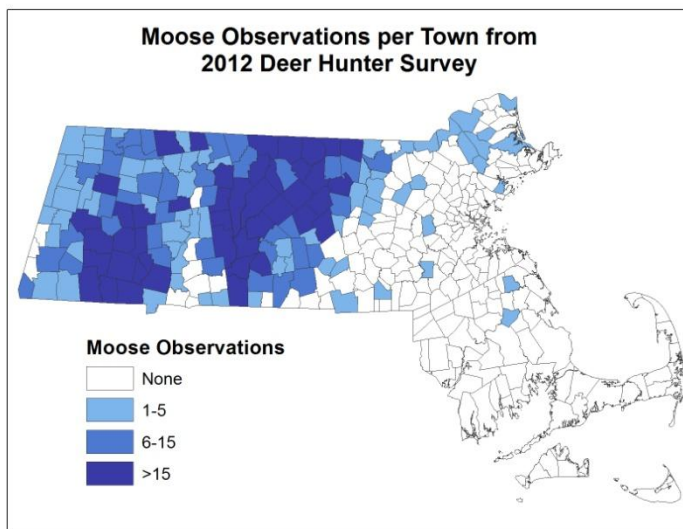 Moose Observations per Town from
2012 Deer Hunter Survey
Moose Observations
None
1-5
6-15
>15